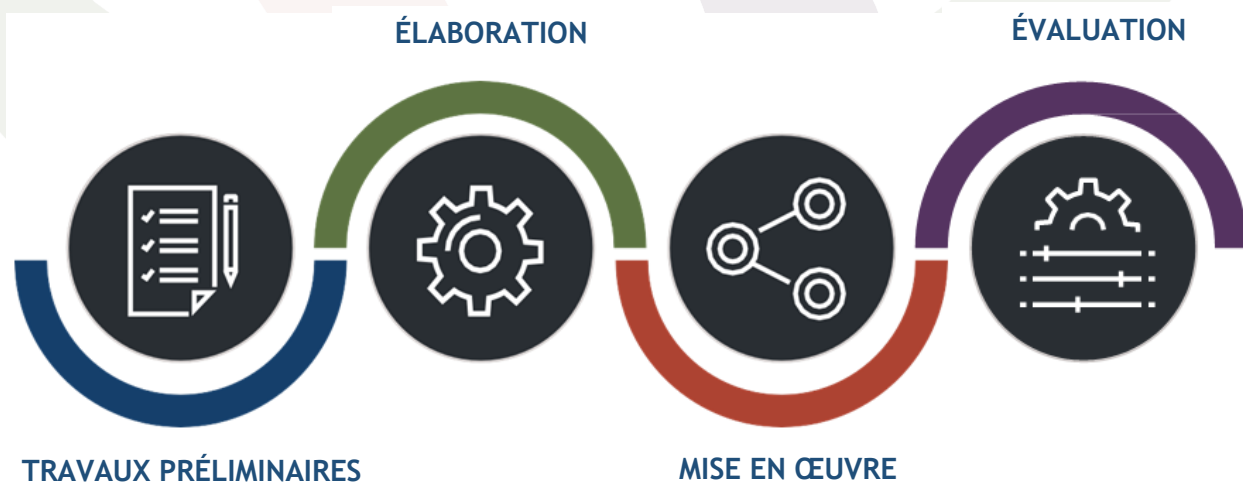 ÉLABORATION
ÉVALUATION
TRAVAUX PRÉLIMINAIRES
MISE EN ŒUVRE